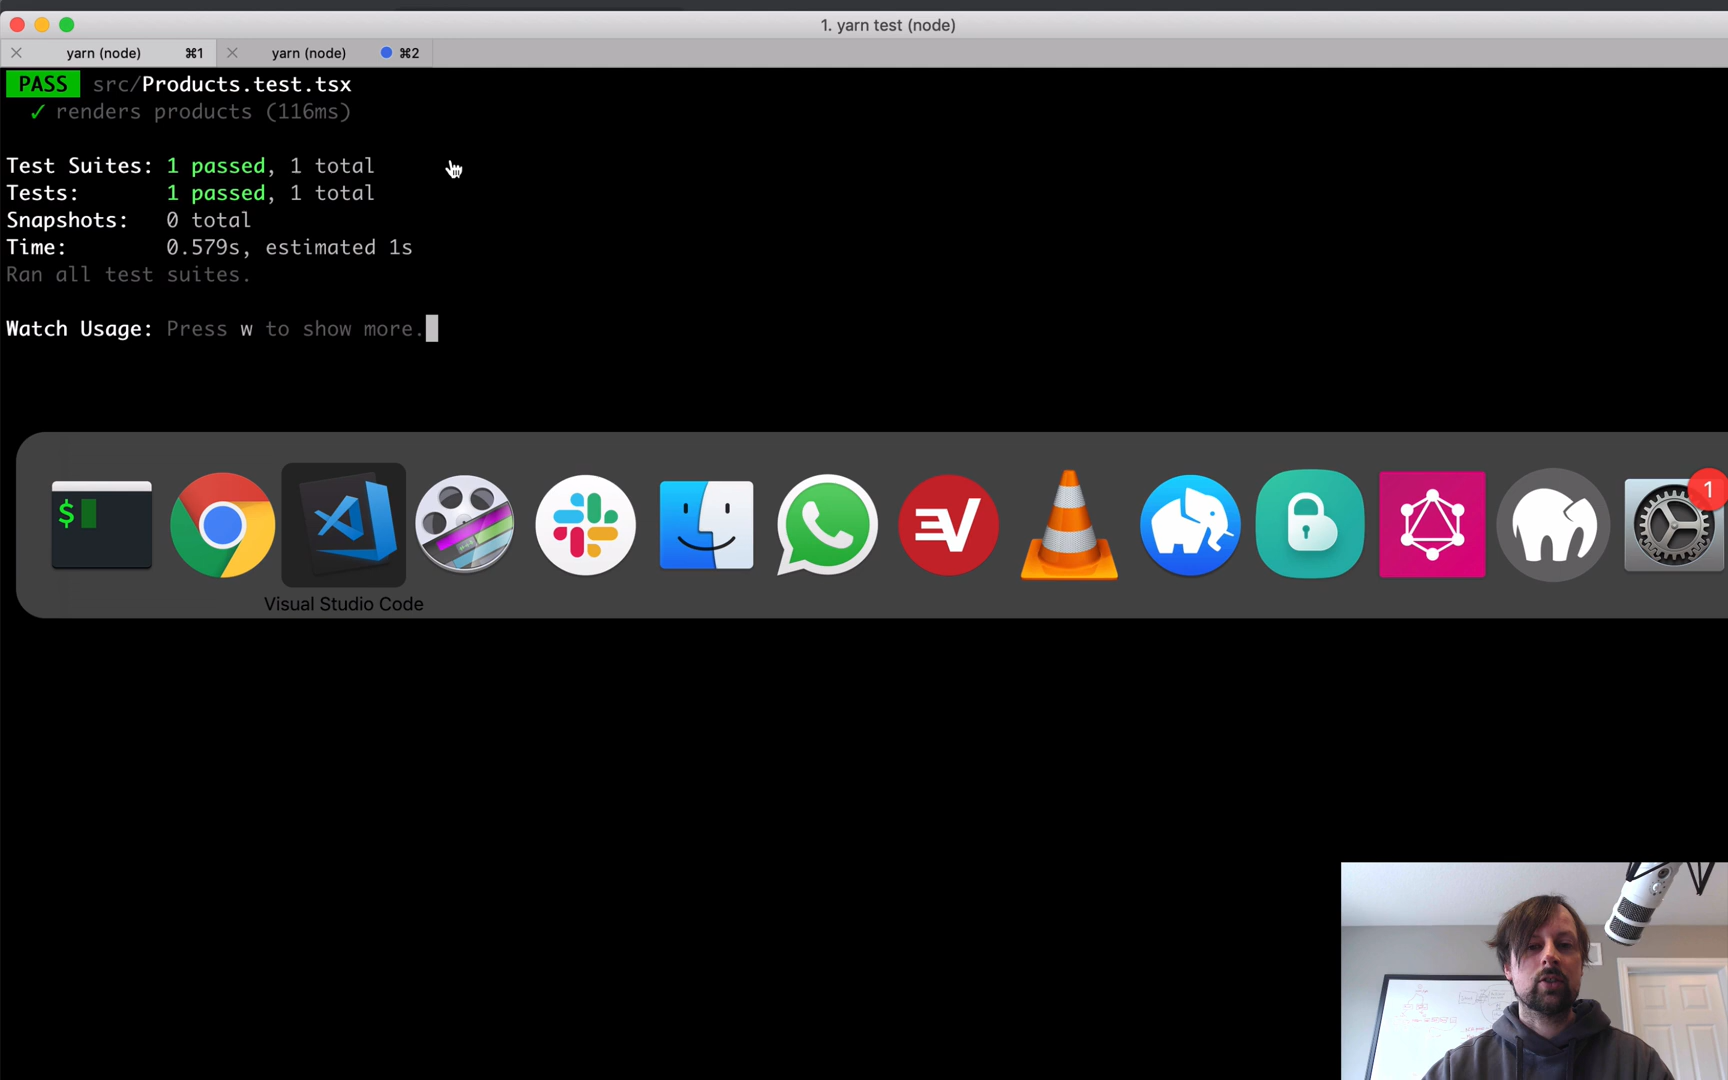 1. yarn test (node)
yarn (node) ⌘1
yarn (node) ⌘2
PASS src/Products.test.tsx
✓ renders products (116ms)
Test Suites: 1 passed, 1 total
Tests: 1 passed, 1 total
Snapshots: 0 total
Time: 0.579s, estimated 1s
Ran all test suites.
Watch Usage: Press w to show more.
$
EV
1
Visual Studio Code